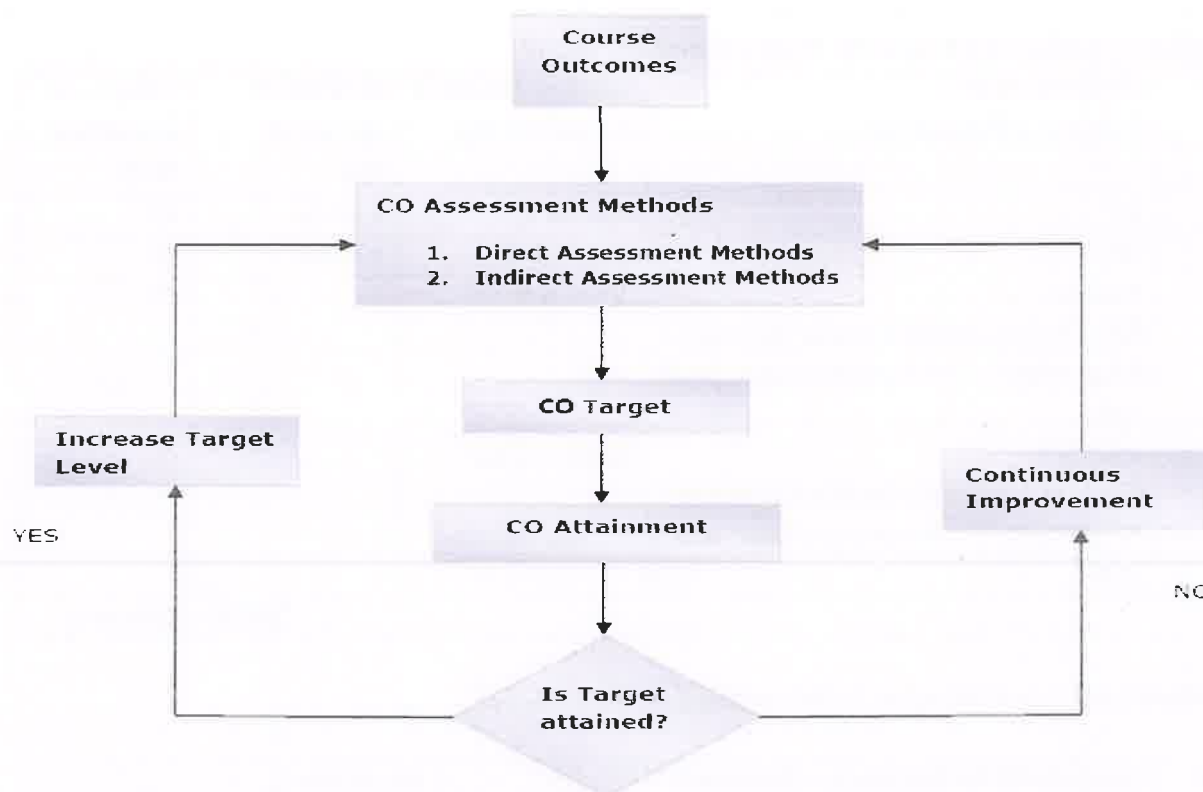 Course
Outcomes
CO Assessment Methods
1. Direct Assessment Methods
2. Indirect Assessment Methods
CO Target
Increase Target
Level
Continuous
Improvement
CO Attainment
YES
NO
Is Target
attained?